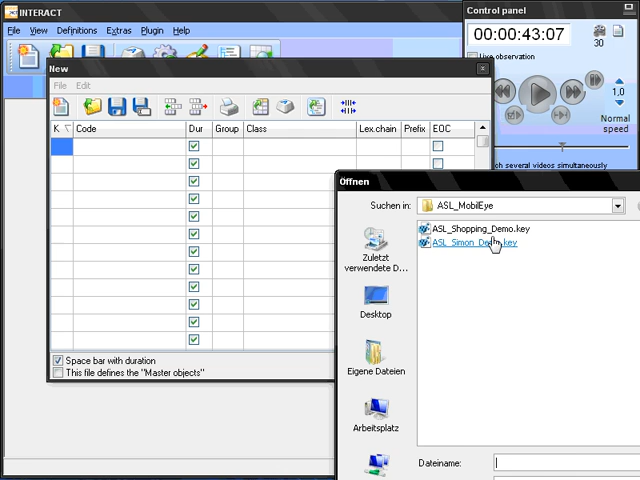 INTERACT
File View Definitions Extras Plugin Help
Control panel
00:00:43:07
30
Live observation
1,0
Normal
speed
ch several videos simultaneously
New
File Edit
K Code Dur Group Class Lex.chain Prefix EOC
Space bar with duration
This file defines the "Master objects"
Öffnen
Suchen in: ASL_MobilEye
ASL_Shopping_Demo.key
ASL_Simon_Demo.key
Zuletzt
verwendete D...
Desktop
Eigene Dateien
Arbeitsplatz
Dateiname: